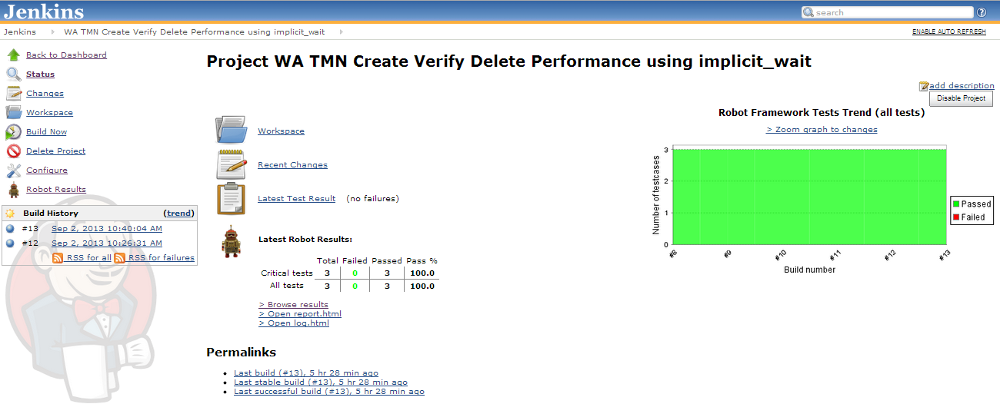 Jenkins
search
Jenkins WA TMN Create Verify Delete Performance using implicit_wait
ENABLE AUTO REFRESH
Back to Dashboard
Status
Changes
Workspace
Build Now
Delete Project
Configure
Robot Results
Build History (trend)
#13 Sep 2, 2013 10:40:04 AM
#12 Sep 2, 2013 10:26:31 AM
RSS for all RSS for failures
Project WA TMN Create Verify Delete Performance using implicit_wait
add description
Disable Project
Workspace
Recent Changes
Latest Test Result (no failures)
Latest Robot Results:
Total Failed Passed Pass %
Critical tests 3 0 3 100.0
All tests 3 0 3 100.0
> Browse results
> Open report.html
> Open log.html
Permalinks
Last build (#13), 5 hr 28 min ago
Last stable build (#13), 5 hr 28 min ago
Last successful build (#13), 5 hr 28 min ago
Robot Framework Tests Trend (all tests)
> Zoom graph to changes
Number of testcases
3
2
1
0
#8 #9 #10 #11 #12 #13
Build number
Passed
Failed